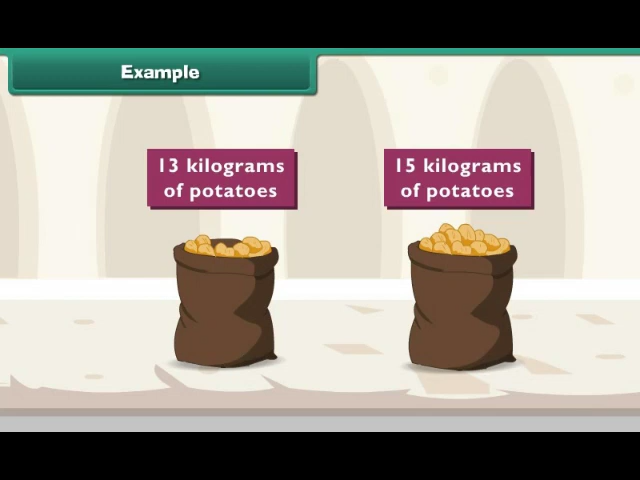 Example
13 kilograms
of potatoes
15 kilograms
of potatoes